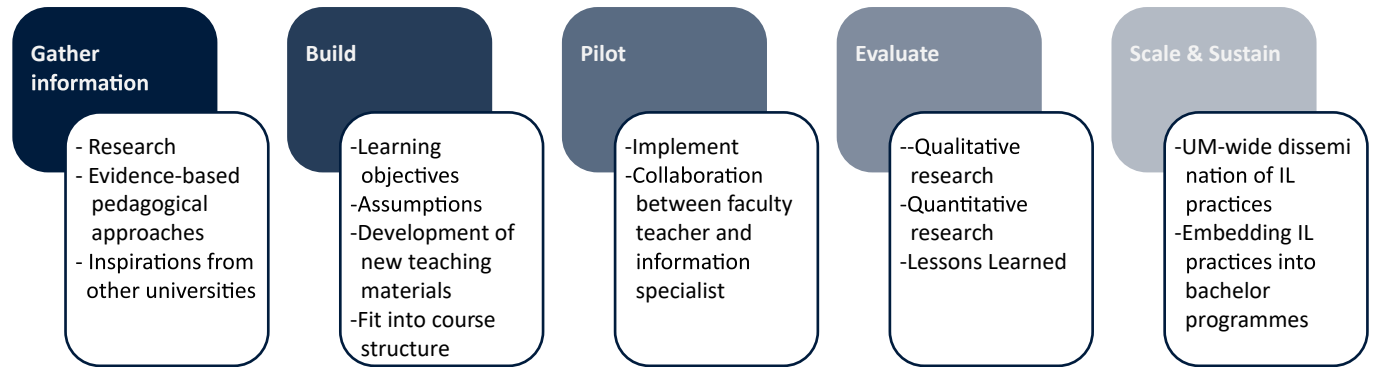 Gather
information
- Research
- Evidence-based
pedagogical
approaches
- Inspirations from
other universities
Build
-Learning
objectives
-Assumptions
-Development of
new teaching
materials
-Fit into course
structure
Pilot
-Implement
-Collaboration
between faculty
teacher and
information
specialist
Evaluate
--Qualitative
research
-Quantitative
research
-Lessons Learned
Scale & Sustain
-UM-wide dissemi
nation of IL
practices
-Embedding IL
practices into
bachelor
programmes